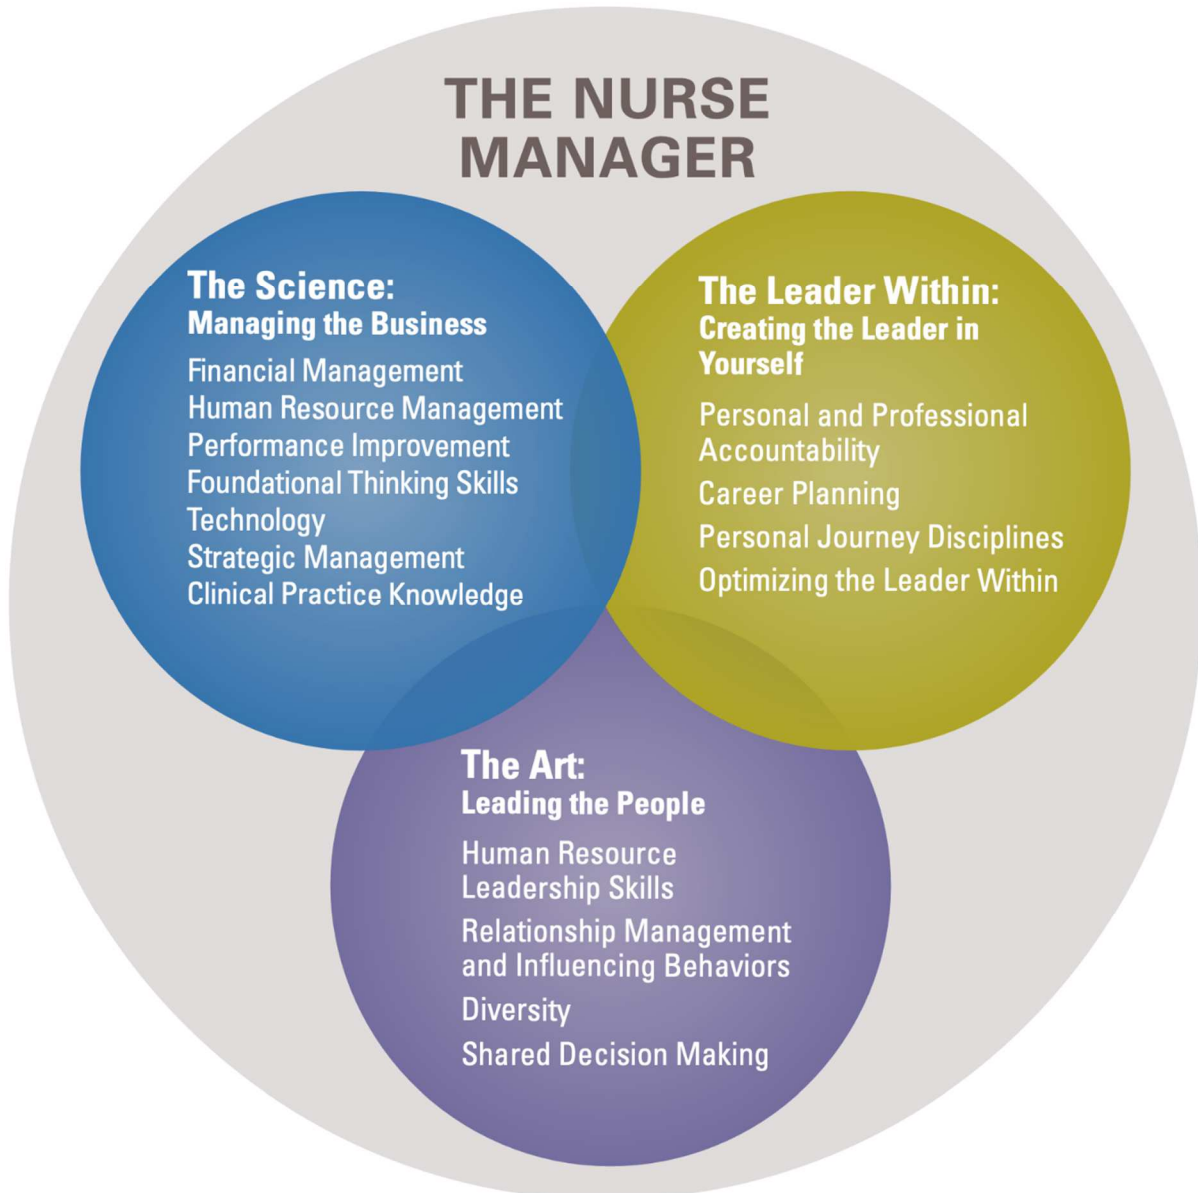 THE NURSE
MANAGER
The Science:
Managing the Business
Financial Management
Human Resource Management
Performance Improvement
Foundational Thinking Skills
Technology
Strategic Management
Clinical Practice Knowledge
The Leader Within:
Creating the Leader in
Yourself
Personal and Professional
Accountability
Career Planning
Personal Journey Disciplines
Optimizing the Leader Within
The Art:
Leading the People
Human Resource
Leadership Skills
Relationship Management
and Influencing Behaviors
Diversity
Shared Decision Making